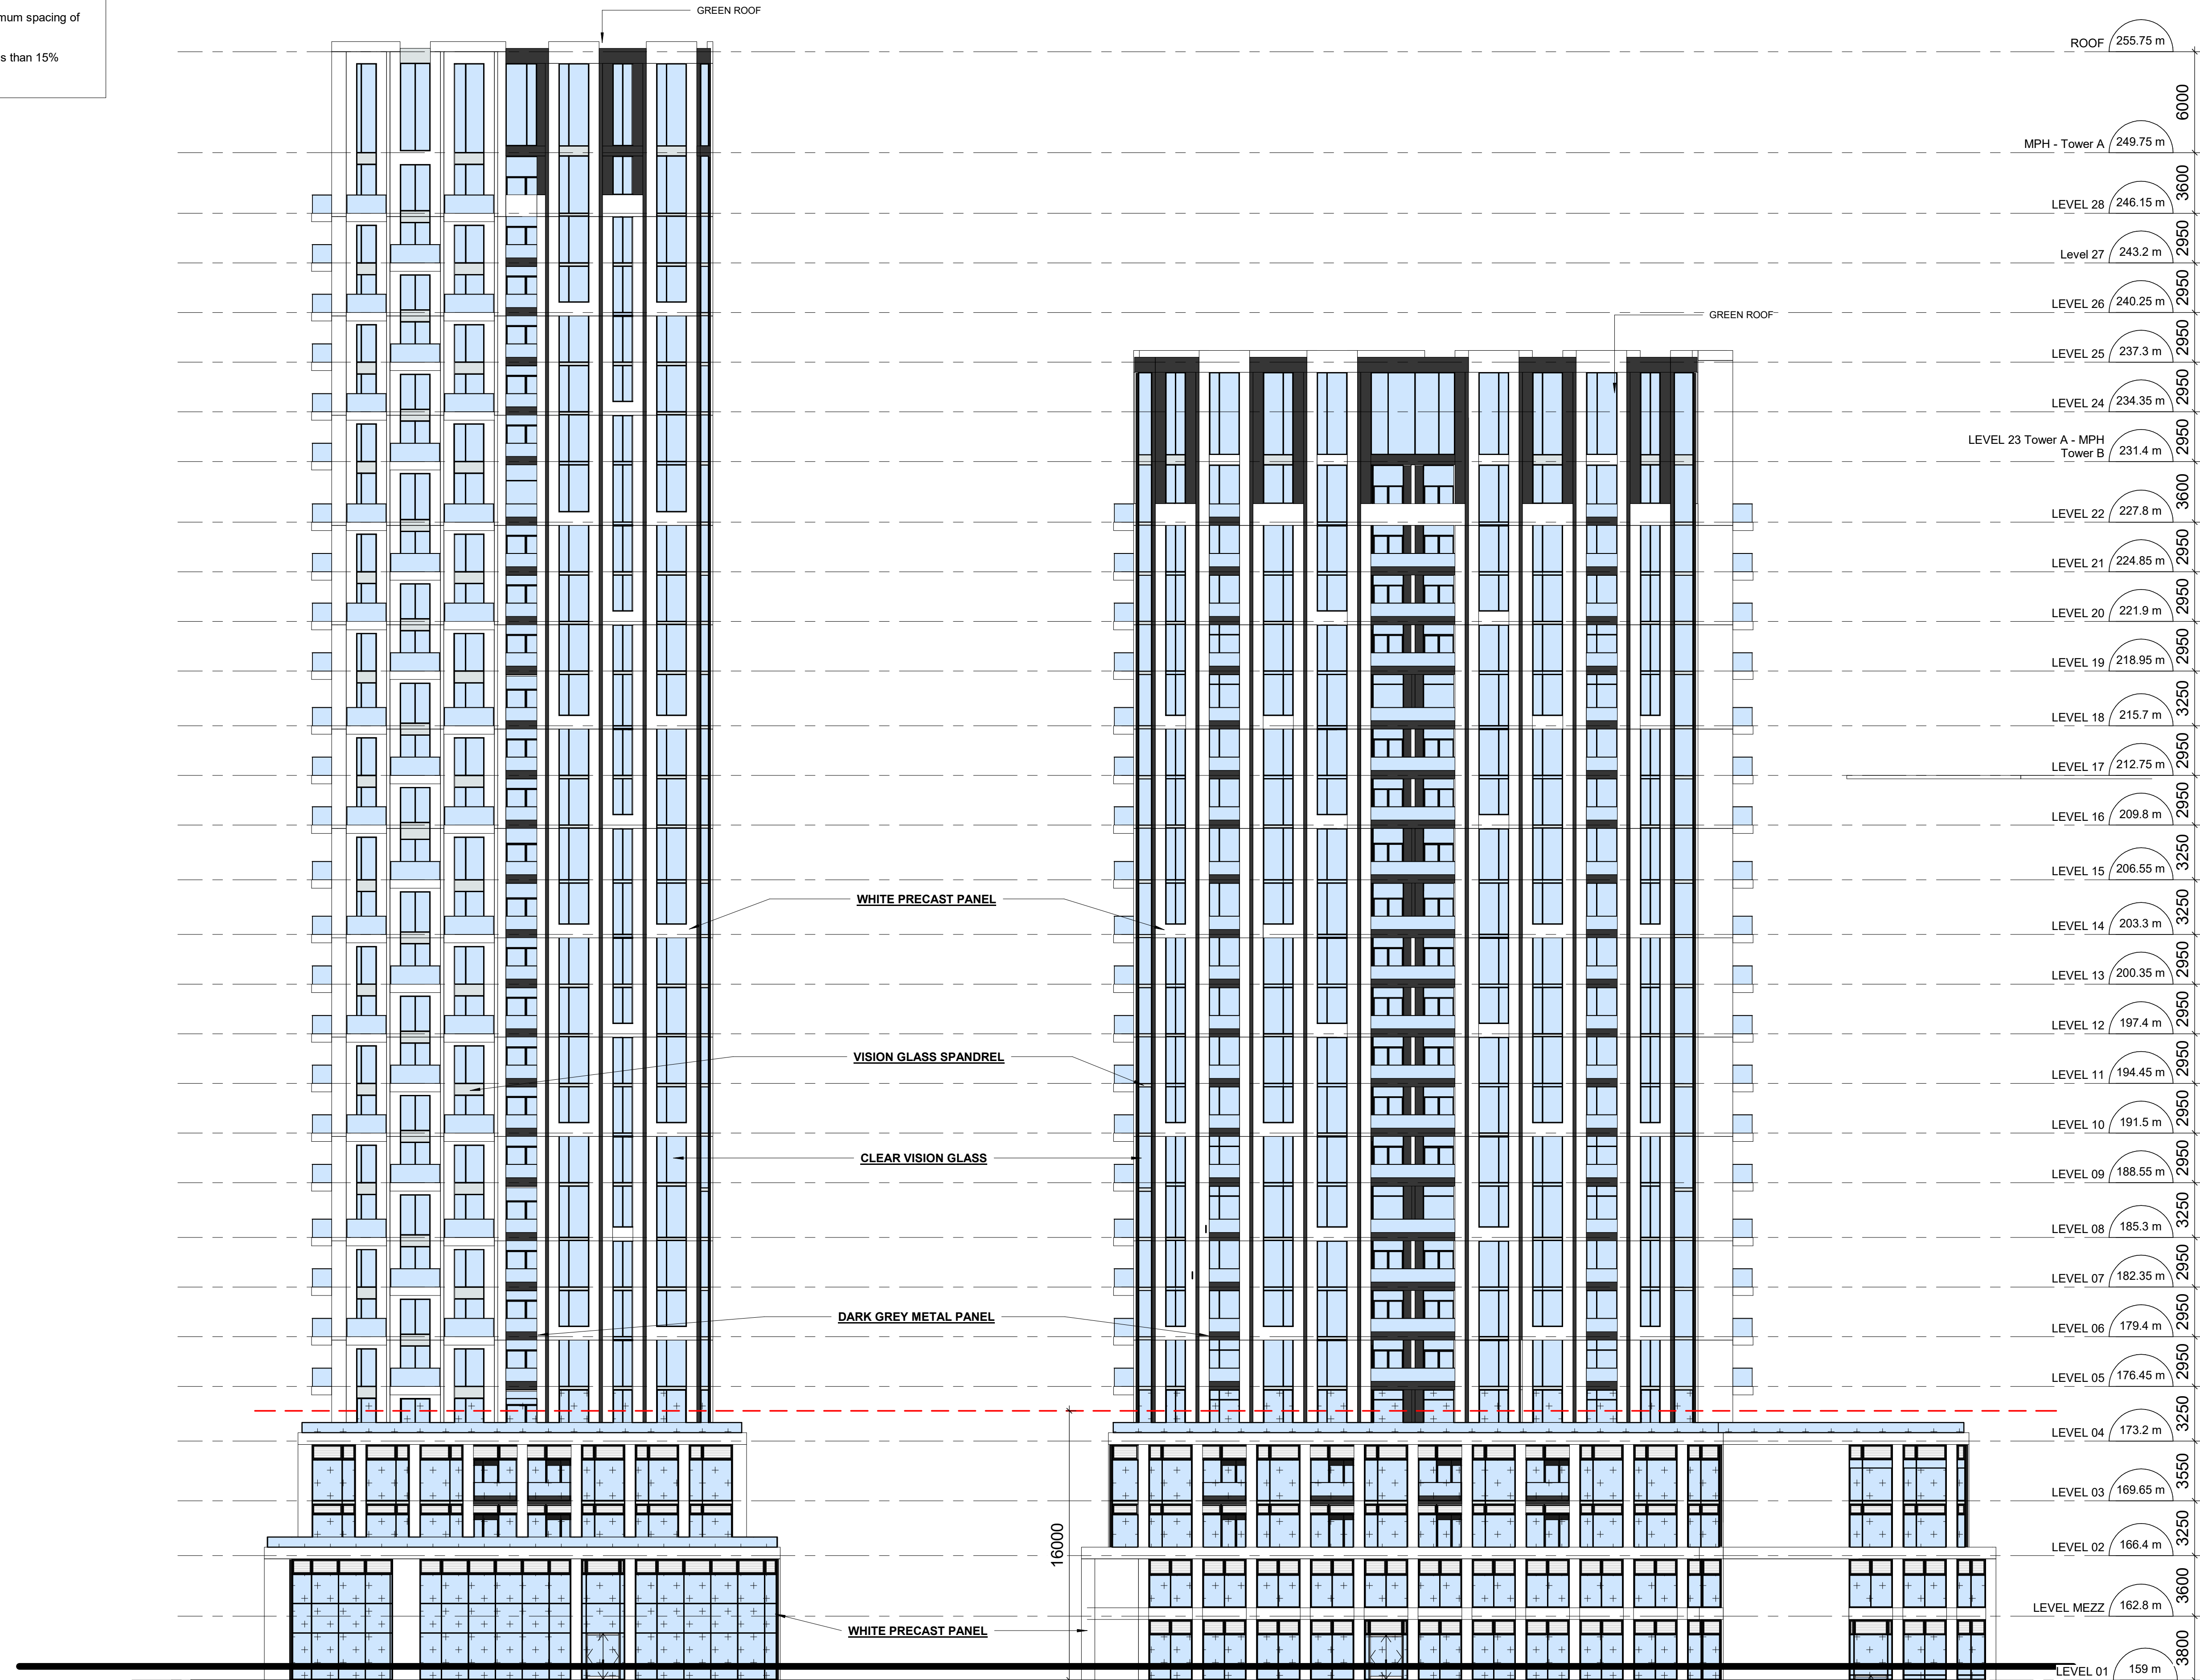 mum spacing of
s than 15%
GREEN ROOF
ROOF 255.75 m
6000
MPH - Tower A 249.75 m
3600
LEVEL 28 246.15 m
2950
Level 27 243.2 m
2950
LEVEL 26 240.25 m
GREEN ROOF
2950
LEVEL 25 237.3 m
2950
LEVEL 24 234.35 m
2950
LEVEL 23 Tower A - MPH
Tower B 231.4 m
3600
LEVEL 22 227.8 m
2950
LEVEL 21 224.85 m
2950
LEVEL 20 221.9 m
2950
LEVEL 19 218.95 m
3250
LEVEL 18 215.7 m
2950
LEVEL 17 212.75 m
2950
LEVEL 16 209.8 m
3250
LEVEL 15 206.55 m
WHITE PRECAST PANEL
3250
LEVEL 14 203.3 m
2950
LEVEL 13 200.35 m
2950
LEVEL 12 197.4 m
VISION GLASS SPANDREL
2950
LEVEL 11 194.45 m
2950
LEVEL 10 191.5 m
CLEAR VISION GLASS
2950
LEVEL 09 188.55 m
3250
LEVEL 08 185.3 m
2950
LEVEL 07 182.35 m
DARK GREY METAL PANEL
2950
LEVEL 06 179.4 m
2950
LEVEL 05 176.45 m
3250
LEVEL 04 173.2 m
3550
LEVEL 03 169.65 m
16000
3250
LEVEL 02 166.4 m
3600
LEVEL MEZZ 162.8 m
WHITE PRECAST PANEL
3800
LEVEL 01 159 m